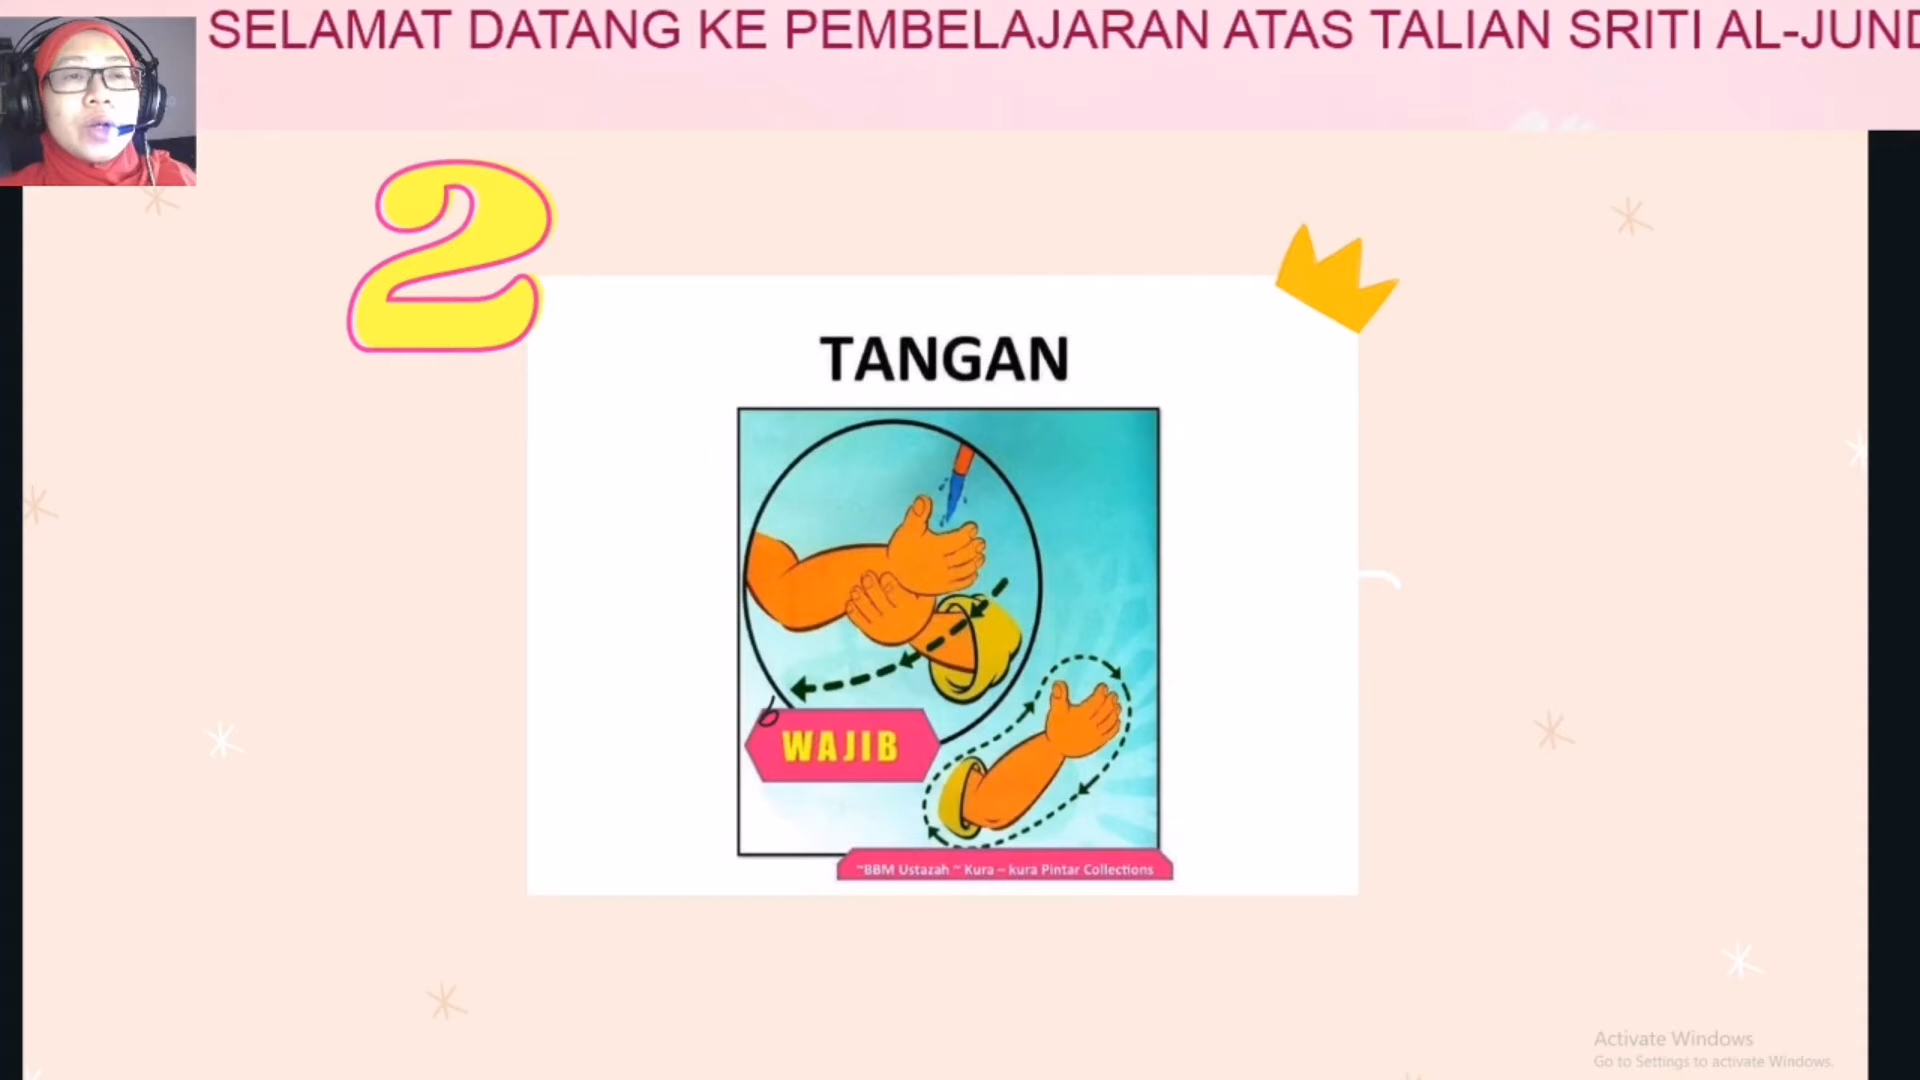 SELAMAT DATANG KE PEMBELAJARAN ATAS TALIAN SRITI AL-JUND
2
TANGAN
WAJIB
~BBM Ustazah ~ Kura – kura Pintar Collections
Activate Windows
Go to Settings to activate Windows.